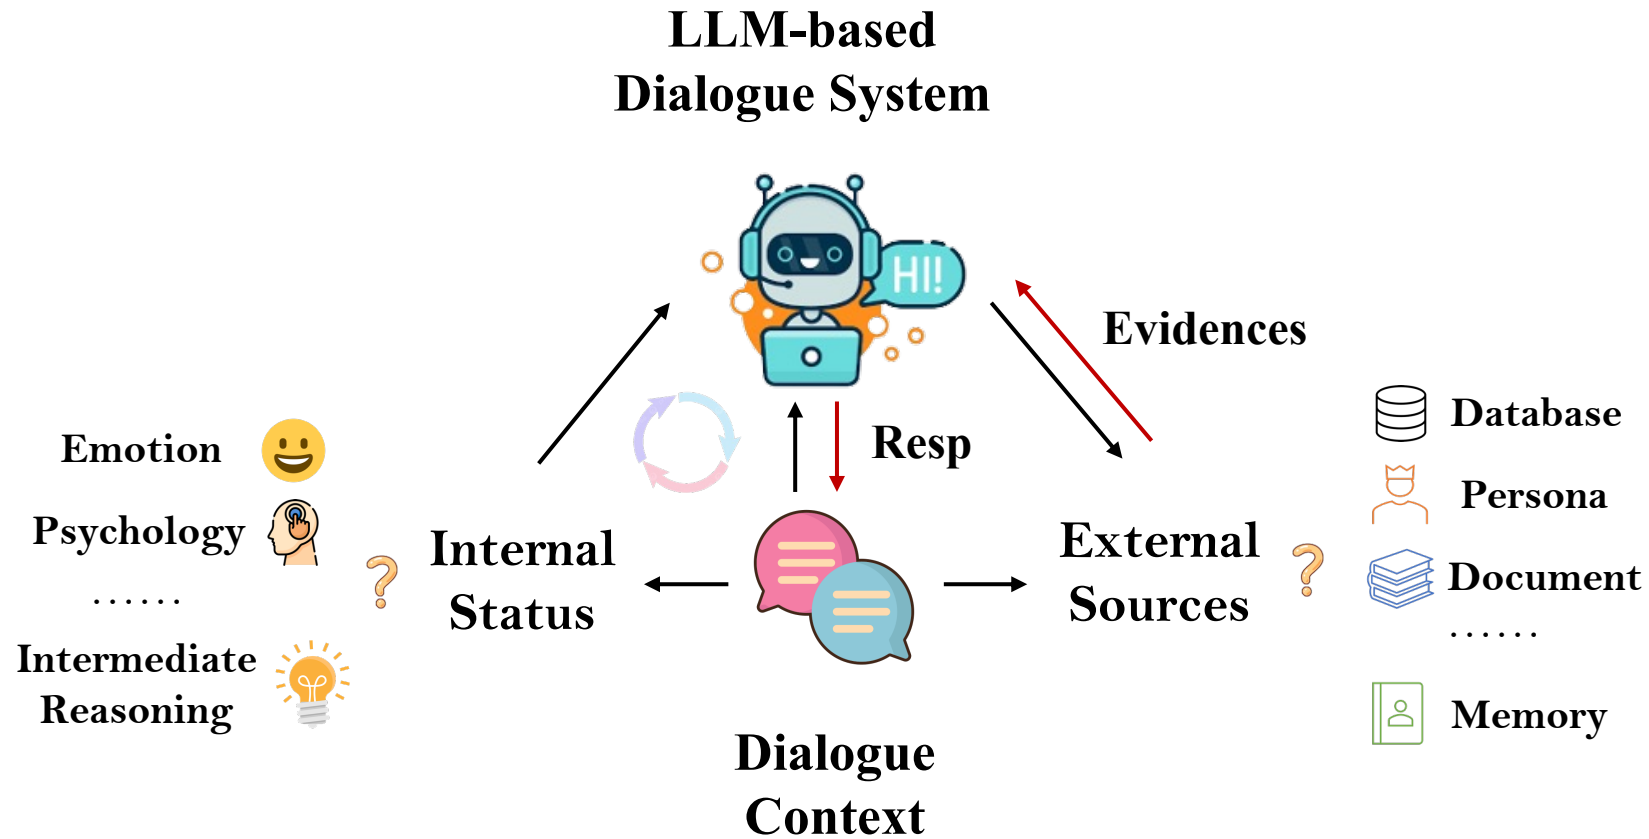 LLM-based
Dialogue System
HI!
Evidences
Resp
Emotion
Psychology
......
Intermediate
Reasoning
?
Internal
Status
External
Sources
?
Database
Persona
Document
......
Memory
Dialogue
Context